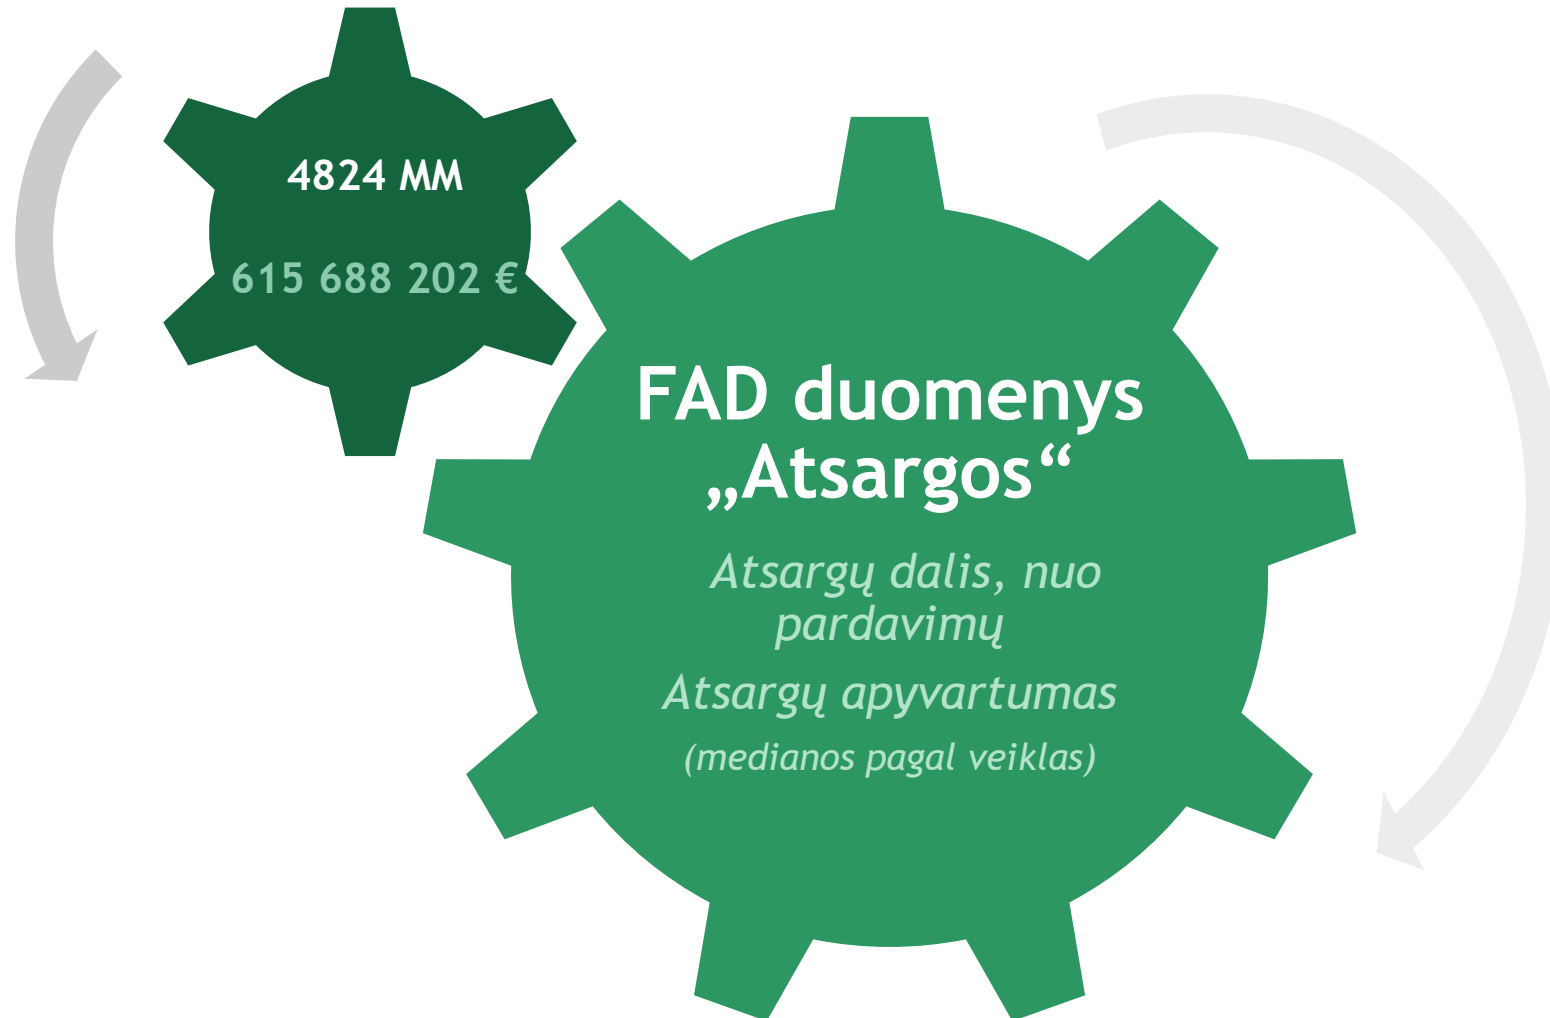 4824 MM
615 688 202 €
FAD duomenys
„Atsargos“
Atsargų dalis, nuo
pardavimų
Atsargų apyvartumas
(medianos pagal veiklas)